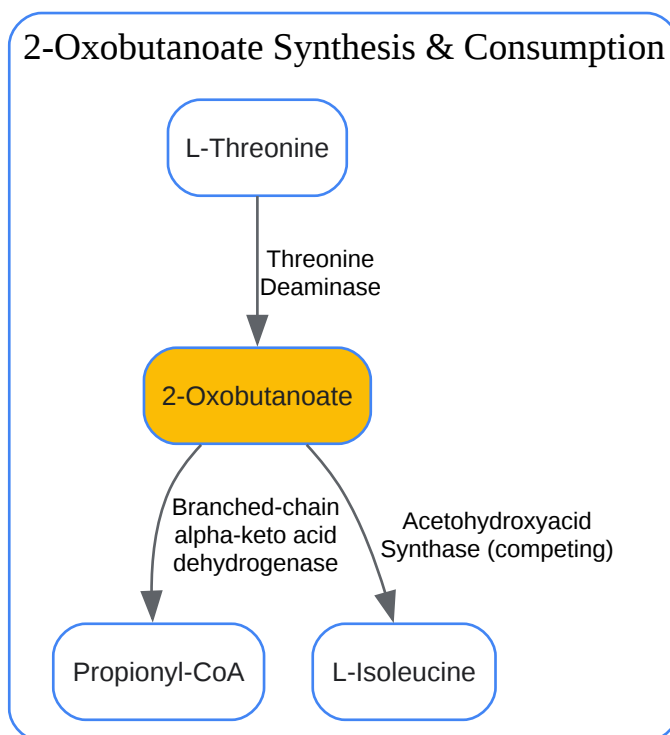 2-Oxobutanoate Synthesis & Consumption
L-Threonine
Threonine
Deaminase
2-Oxobutanoate
Branched-chain
alpha-keto acid
dehydrogenase
Acetohydroxyacid
Synthase (competing)
Propionyl-CoA
L-Isoleucine